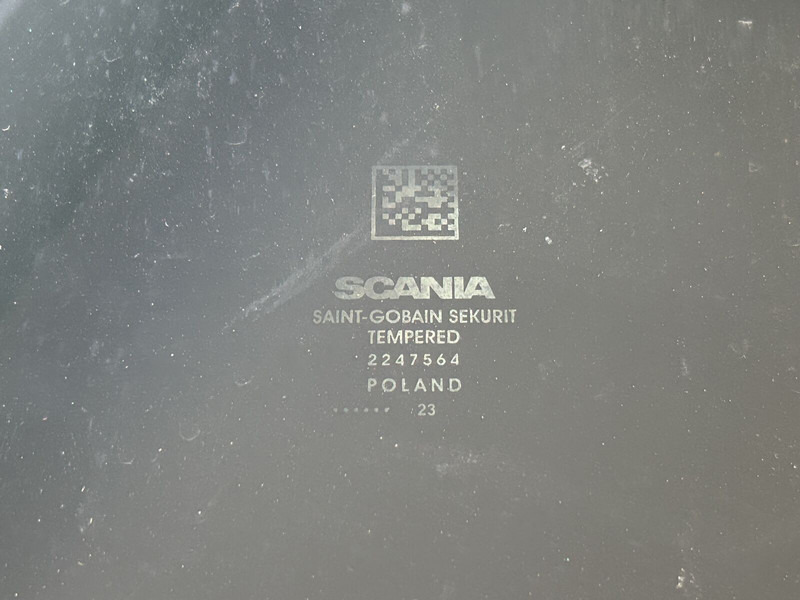 SCANIA
SAINT-GOBAIN SEKURIT
TEMPERED
2247564
POLAND
...... 23